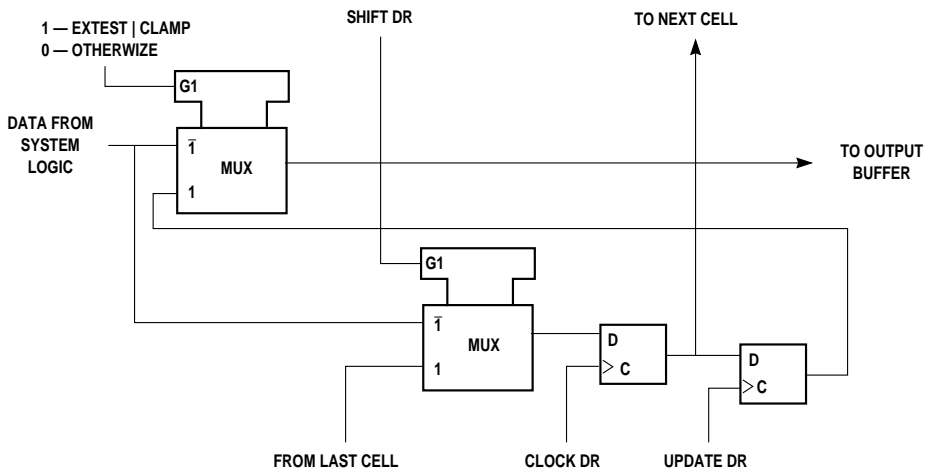 SHIFT DR
TO NEXT CELL
1 — EXTEST | CLAMP
0 — OTHERWIZE
G1
DATA FROM
SYSTEM
LOGIC
1̅
MUX
1
TO OUTPUT
BUFFER
G1
1̅
MUX
1
D
C
D
C
FROM LAST CELL
CLOCK DR
UPDATE DR